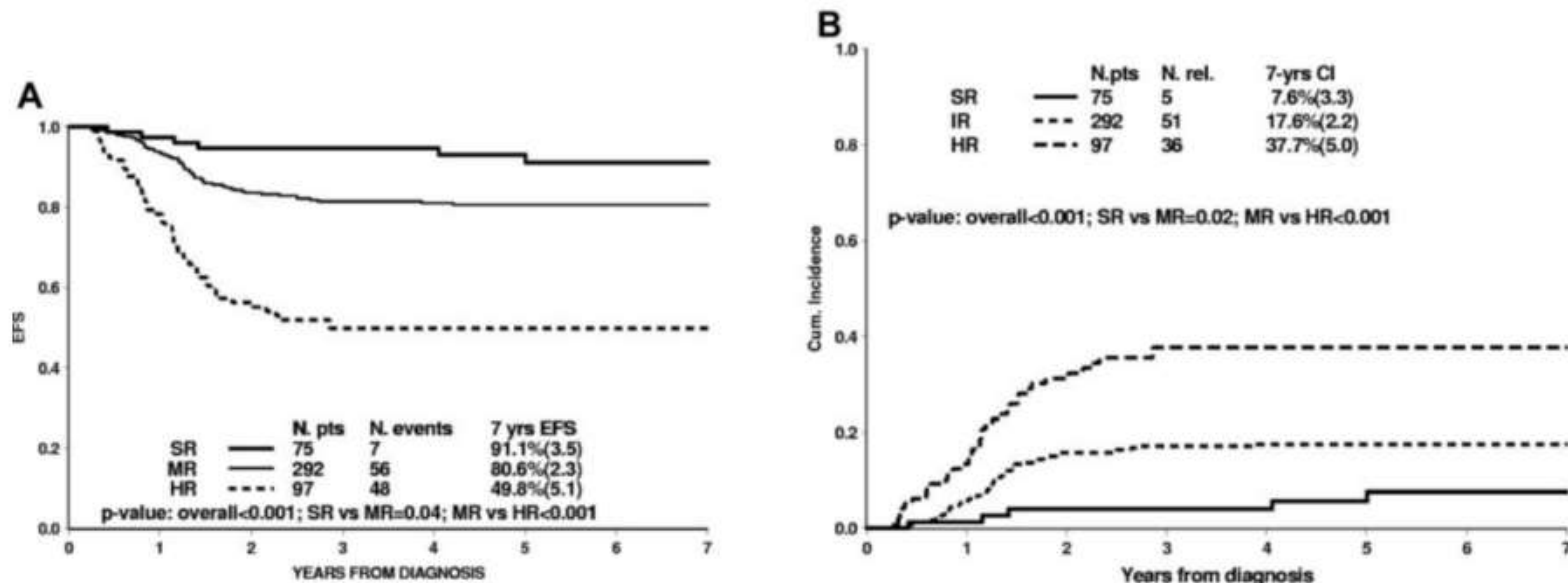 A
1.0
0.8
0.6
0.4
0.2
0.0
EFS
N. pts N. events 7 yrs EFS
SR 75 7 91.1%(3.5)
MR 292 56 80.6%(2.3)
HR 97 48 49.8%(5.1)
p-value: overall<0.001; SR vs MR=0.04; MR vs HR<0.001
0 1 2 3 4 5 6 7
YEARS FROM DIAGNOSIS
B
1.0
0.8
0.6
0.4
0.2
0.0
Cum. Incidence
N.pts N. rel. 7-yrs CI
SR 75 5 7.6%(3.3)
IR 292 51 17.6%(2.2)
HR 97 36 37.7%(5.0)
p-value: overall<0.001; SR vs MR=0.02; MR vs HR<0.001
0 1 2 3 4 5 6 7
Years from diagnosis